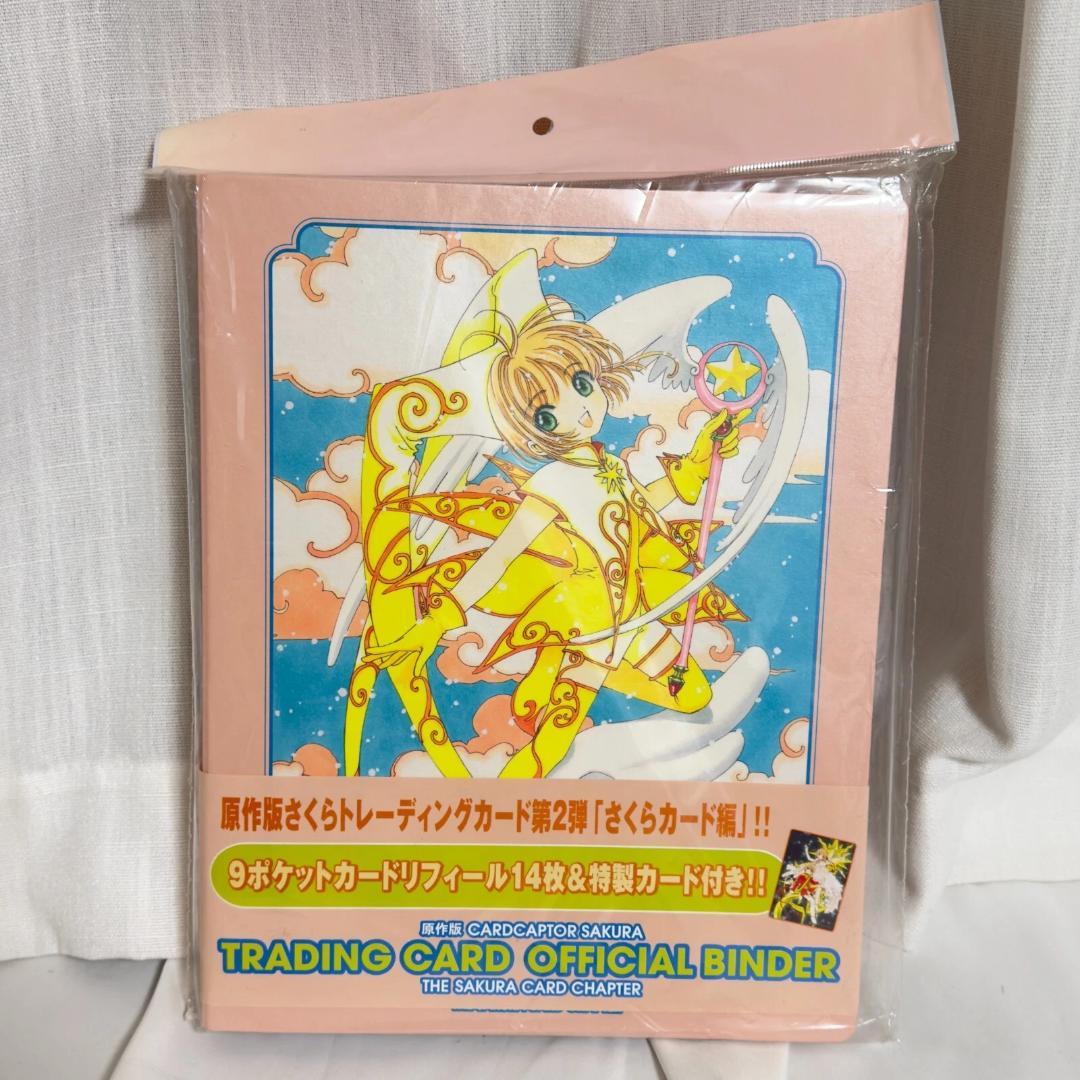 原作版さくらトレーディングカード第2弾「さくらカード編」!!
9ポケットカードリフィール14枚&特製カード付き!!
原作版 CARDCAPTOR SAKURA
TRADING CARD OFFICIAL BINDER
THE SAKURA CARD CHAPTER